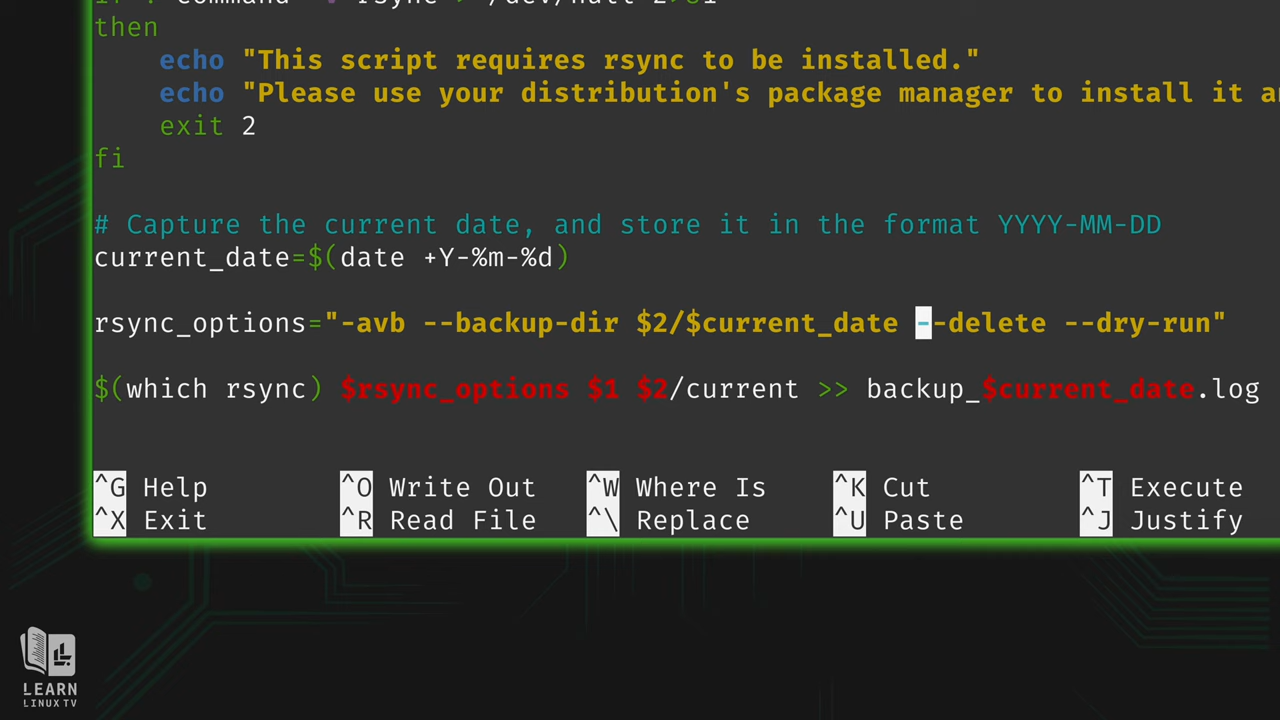 then
    echo "This script requires rsync to be installed."
    echo "Please use your distribution's package manager to install it
    exit 2
fi
# Capture the current date, and store it in the format YYYY-MM-DD
current_date=$(date +Y-%m-%d)
rsync_options="-avb --backup-dir $2/$current_date --delete --dry-run"
$(which rsync) $rsync_options $1 $2/current >> backup_$current_date.log
^G Help ^O Write Out ^W Where Is ^K Cut ^T Execute
^X Exit ^R Read File ^\ Replace ^U Paste ^J Justify
LEARN
LINUX TV